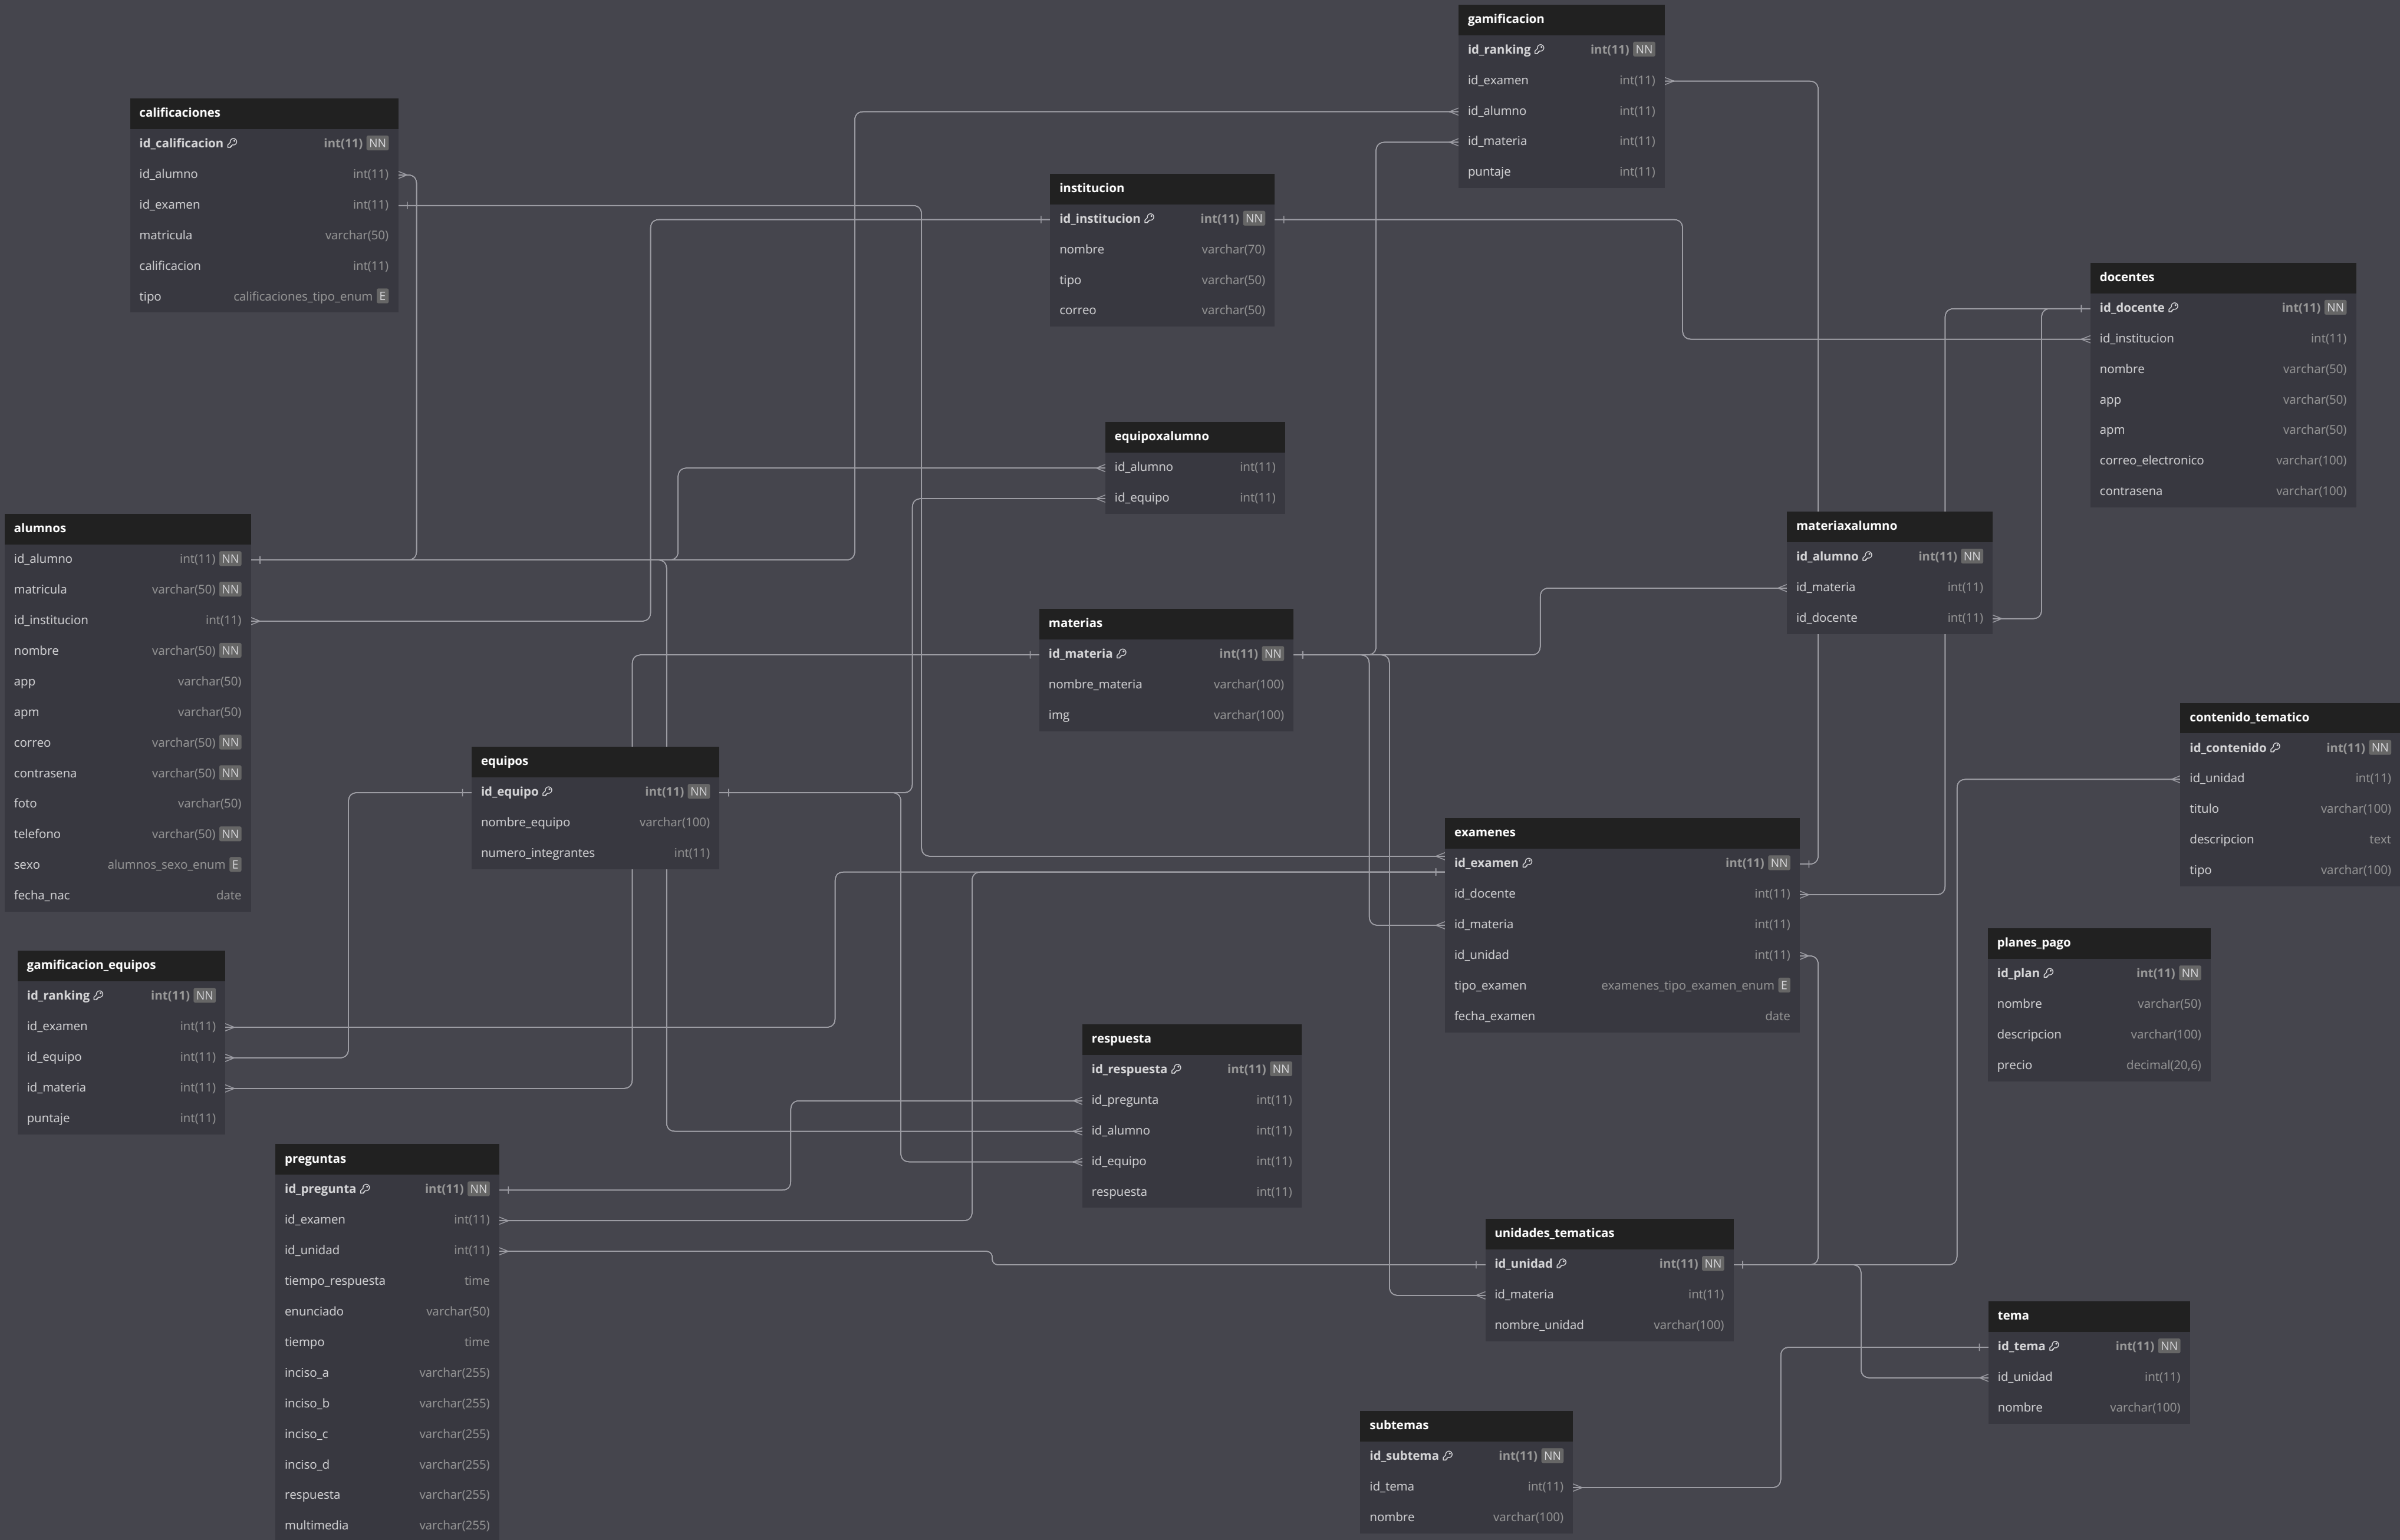 gamificacion
id_ranking int(11) NN
id_examen int(11)
id_alumno int(11)
id_materia int(11)
puntaje int(11)
calificaciones
id_calificacion int(11) NN
id_alumno int(11)
id_examen int(11)
matricula varchar(50)
calificacion int(11)
tipo calificaciones_tipo_enum E
institucion
id_institucion int(11) NN
nombre varchar(70)
tipo varchar(50)
correo varchar(50)
docentes
id_docente int(11) NN
id_institucion int(11)
nombre varchar(50)
app varchar(50)
apm varchar(50)
correo_electronico varchar(100)
contrasena varchar(100)
equipoxalumno
id_alumno int(11)
id_equipo int(11)
alumnos
id_alumno int(11) NN
matricula varchar(50) NN
id_institucion int(11)
nombre varchar(50) NN
app varchar(50)
apm varchar(50)
correo varchar(50) NN
contrasena varchar(50) NN
foto varchar(50)
telefono varchar(50) NN
sexo alumnos_sexo_enum E
fecha_nac date
materiaxalumno
id_alumno int(11) NN
id_materia int(11)
id_docente int(11)
materias
id_materia int(11) NN
nombre_materia varchar(100)
img varchar(100)
contenido_tematico
id_contenido int(11) NN
id_unidad int(11)
titulo varchar(100)
descripcion text
tipo varchar(100)
equipos
id_equipo int(11) NN
nombre_equipo varchar(100)
numero_integrantes int(11)
examenes
id_examen int(11) NN
id_docente int(11)
id_materia int(11)
id_unidad int(11)
tipo_examen examenes_tipo_examen_enum E
fecha_examen date
planes_pago
id_plan int(11) NN
nombre varchar(50)
descripcion varchar(100)
precio decimal(20,6)
gamificacion_equipos
id_ranking int(11) NN
id_examen int(11)
id_equipo int(11)
id_materia int(11)
puntaje int(11)
respuesta
id_respuesta int(11) NN
id_pregunta int(11)
id_alumno int(11)
id_equipo int(11)
respuesta int(11)
preguntas
id_pregunta int(11) NN
id_examen int(11)
id_unidad int(11)
tiempo_respuesta time
enunciado varchar(50)
tiempo time
inciso_a varchar(255)
inciso_b varchar(255)
inciso_c varchar(255)
inciso_d varchar(255)
respuesta varchar(255)
multimedia varchar(255)
unidades_tematicas
id_unidad int(11) NN
id_materia int(11)
nombre_unidad varchar(100)
tema
id_tema int(11) NN
id_unidad int(11)
nombre varchar(100)
subtemas
id_subtema int(11) NN
id_tema int(11)
nombre varchar(100)